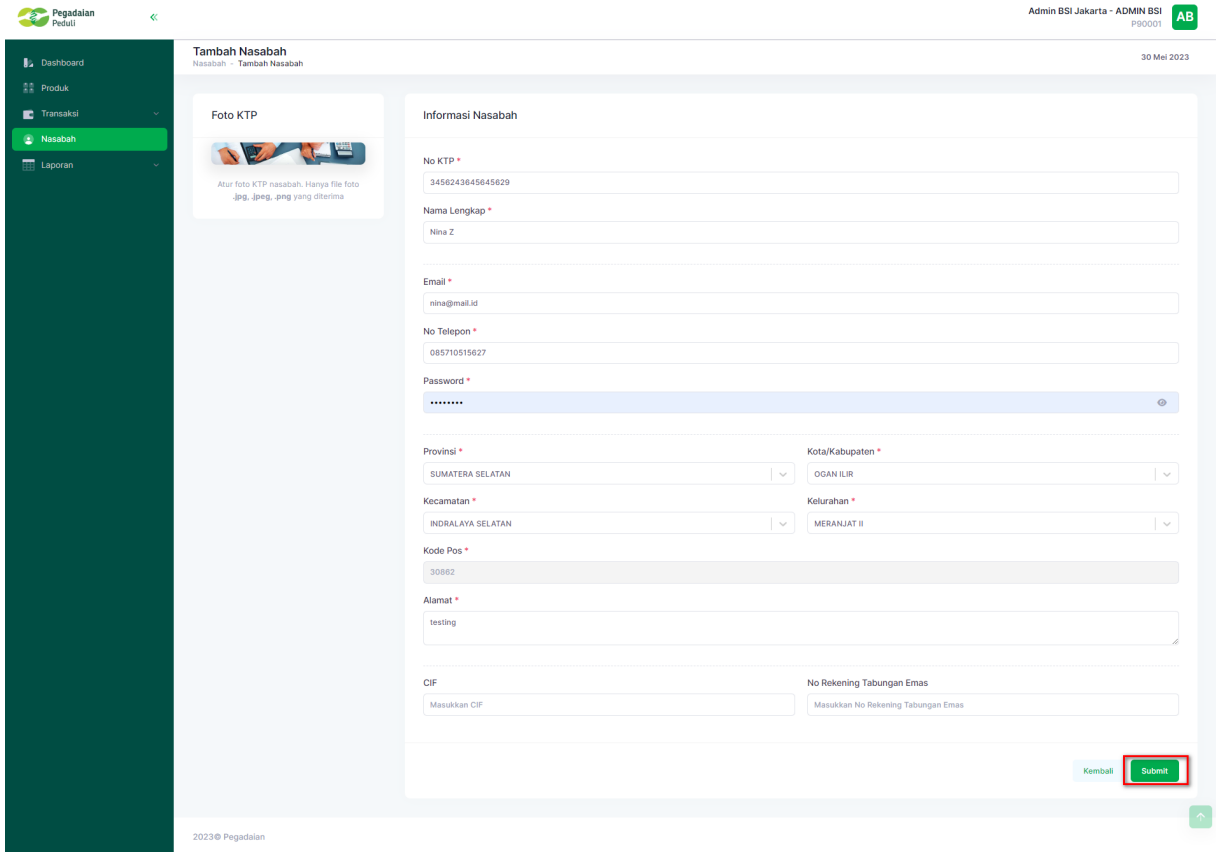 Pegadaian
Peduli
Admin BSI Jakarta - ADMIN BSI
P90001
AB
Dashboard
Produk
Transaksi
Nasabah
Laporan
Tambah Nasabah
Nasabah - Tambah Nasabah
30 Mei 2023
Foto KTP
Atur foto KTP nasabah. Hanya file foto
.jpg, .jpeg, .png yang diterima
Informasi Nasabah
No KTP *
3456243645645629
Nama Lengkap *
Nina Z
Email *
nina@mail.id
No Telepon *
085710515627
Password *
••••••••
Provinsi *
Kota/Kabupaten *
SUMATERA SELATAN
OGAN ILIR
Kecamatan *
Kelurahan *
INDRALAYA SELATAN
MERANJAT II
Kode Pos *
30862
Alamat *
testing
CIF
No Rekening Tabungan Emas
Masukkan CIF
Masukkan No Rekening Tabungan Emas
Kembali
Submit
2023© Pegadaian